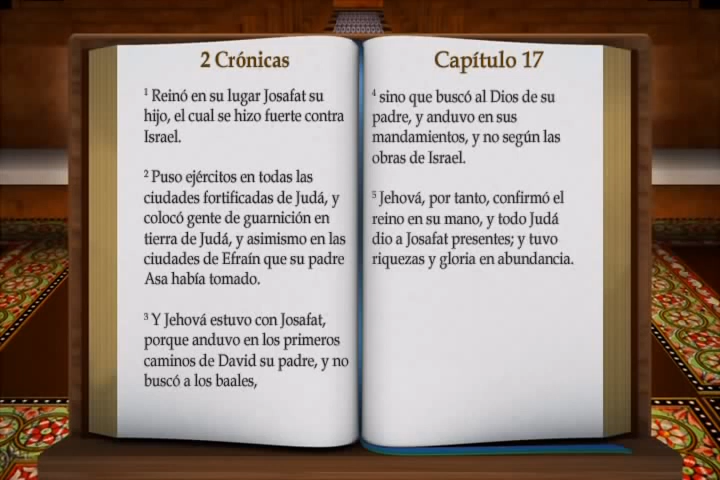 2 Crónicas
1 Reinó en su lugar Josafat su
hijo, el cual se hizo fuerte contra
Israel.
2 Puso ejércitos en todas las
ciudades fortificadas de Judá, y
colocó gente de guarnición en
tierra de Judá, y asimismo en las
ciudades de Efraín que su padre
Asa había tomado.
3 Y Jehová estuvo con Josafat,
porque anduvo en los primeros
caminos de David su padre, y no
buscó a los baales,
Capítulo 17
4 sino que buscó al Dios de su
padre, y anduvo en sus
mandamientos, y no según las
obras de Israel.
5 Jehová, por tanto, confirmó el
reino en su mano, y todo Judá
dio a Josafat presentes; y tuvo
riquezas y gloria en abundancia.